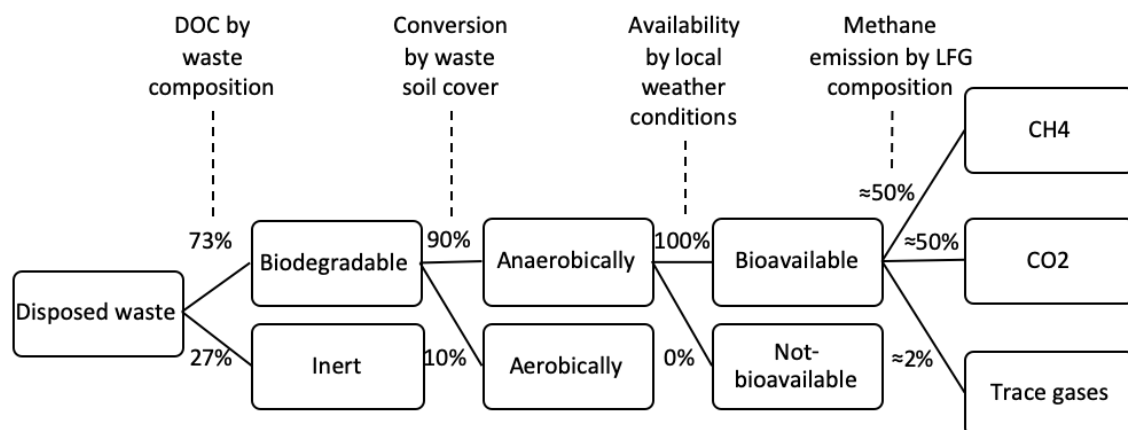 DOC by
waste
composition
Conversion
by waste
soil cover
Availability
by local
weather
conditions
Methane
emission by LFG
composition
CH4
≈50%
73%
Biodegradable
90%
Anaerobically
100%
Bioavailable
≈50%
CO2
Disposed waste
27%
Inert
10%
Aerobically
0%
Not-
bioavailable
≈2%
Trace gases